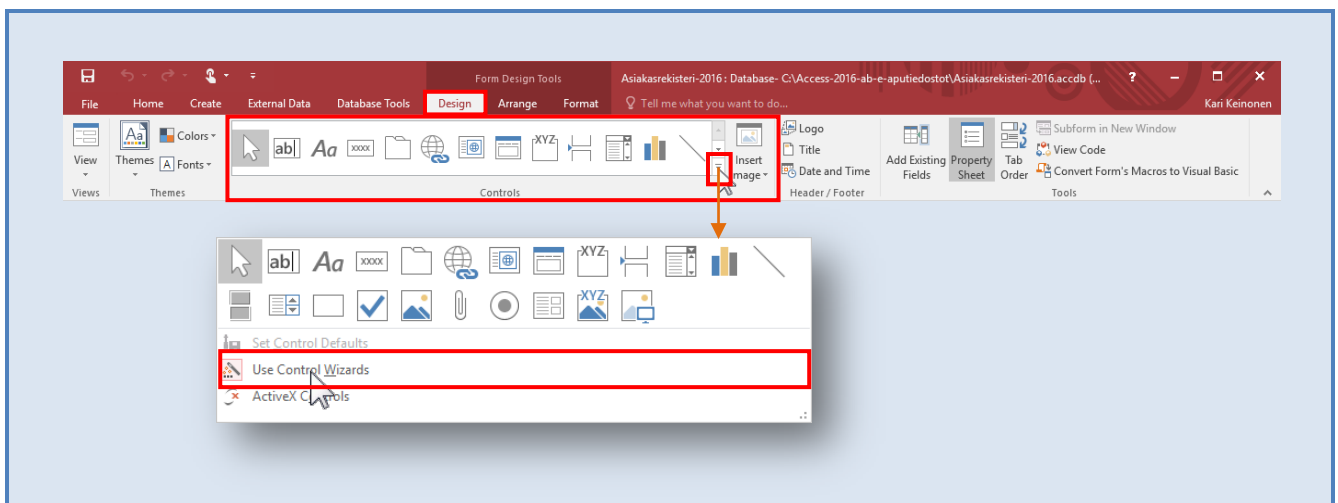 Form Design Tools
Asiakasrekisteri-2016 : Database- C:\Access-2016-ab-e-aputiedostot\Asiakasrekisteri-2016.accdb (...
?
File Home Create External Data Database Tools Design Arrange Format Tell me what you want to do... Kari Keinonen
View
Views
Aa
Themes
Colors
A Fonts
Themes
ab| Aa xxxx XYZ
Controls
Insert
Image
Logo
Title
Date and Time
Header / Footer
Add Existing
Fields
Property
Sheet
Tab
Order
Subform in New Window
View Code
Convert Form's Macros to Visual Basic
Tools
ab| Aa xxxx XYZ
XYZ
Set Control Defaults
Use Control Wizards
ActiveX Controls